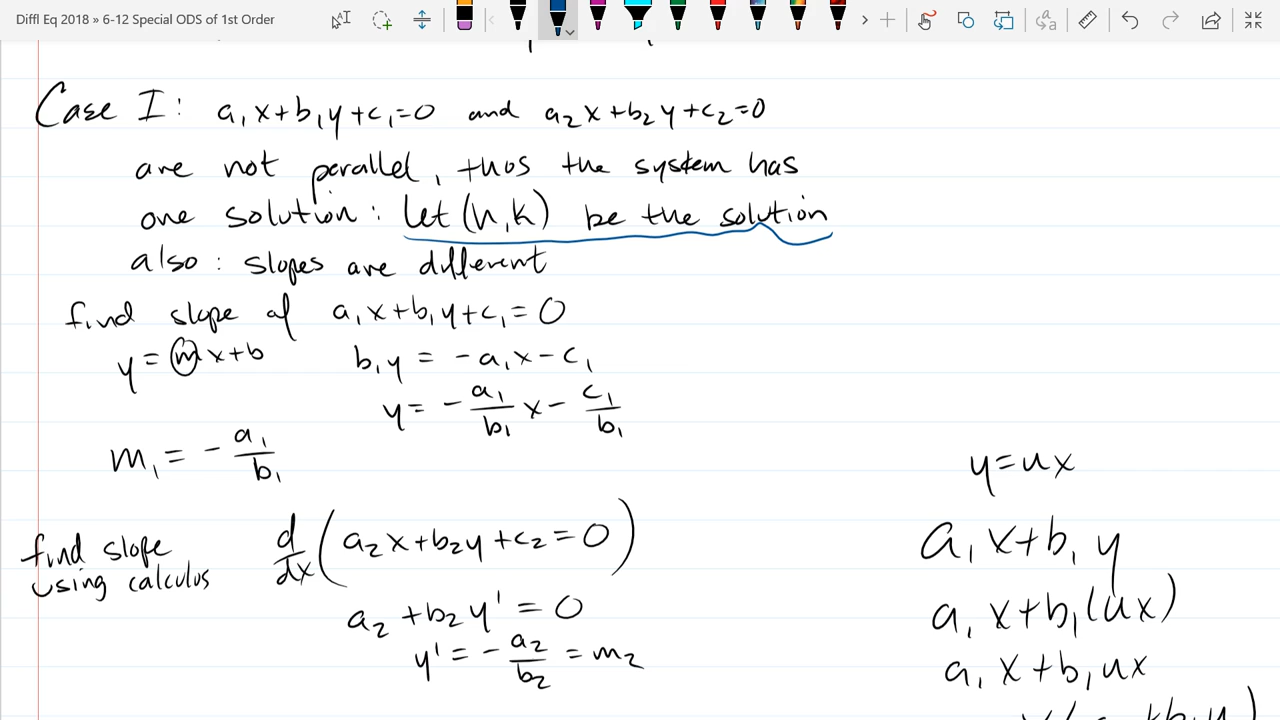 Diffl Eq 2018 » 6-12 Special ODS of 1st Order
Case I: a₁x+b₁y+c₁=0 and a₂x+b₂y+c₂=0
are not parallel, thus the system has
one solution: let (h,k) be the solution
also: slopes are different
find slope of a₁x+b₁y+c₁=0
y=mx+b b₁y = -a₁x-c₁
y= -a₁/b₁ x - c₁/b₁
m₁ = -a₁/b₁
y=ux
find slope using calculus d/dx(a₂x+b₂y+c₂=0)
a₁x+b₁y
a₂+b₂y'=0
a₁x+b₁(ux)
y'= -a₂/b₂ = m₂
a₁x+b₁ux